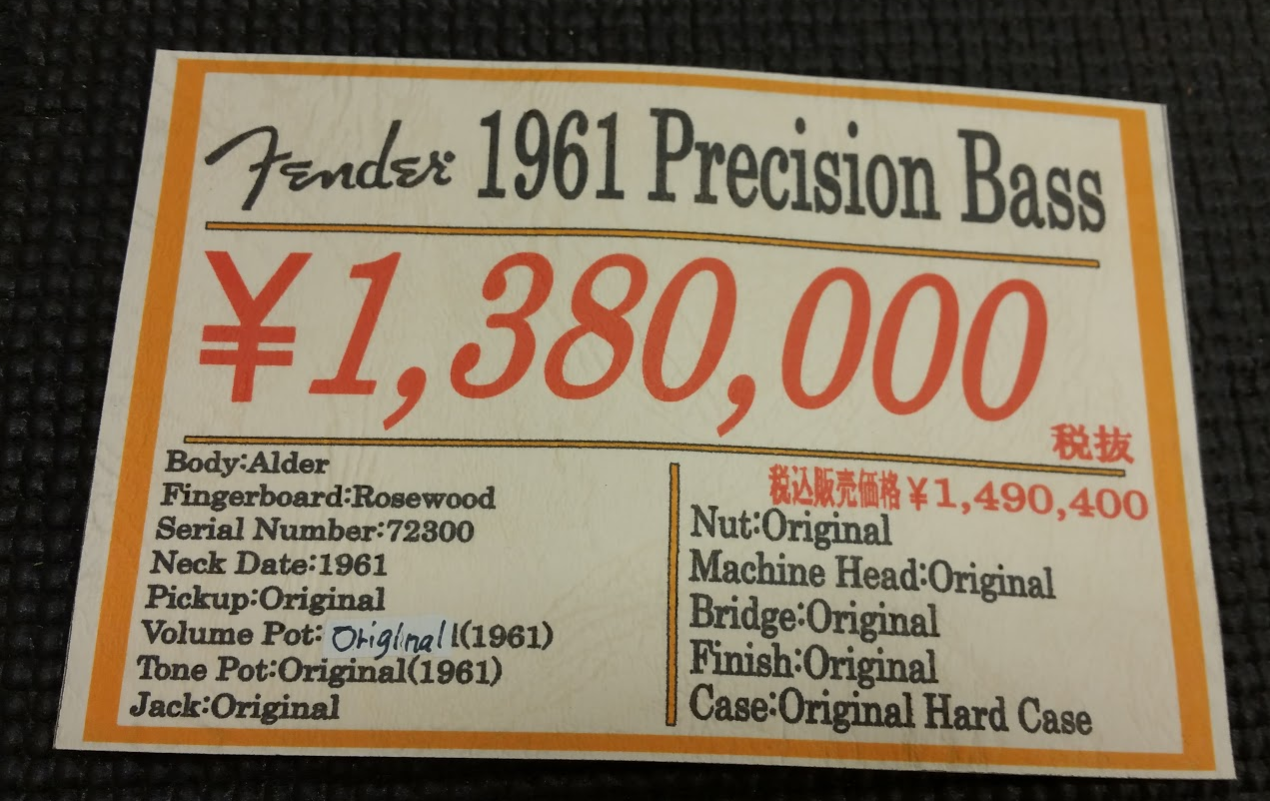 Fender 1961 Precision Bass
¥1,380,000
税抜
税込販売価格 ¥1,490,400
Body:Alder
Fingerboard:Rosewood
Serial Number:72300
Neck Date:1961
Pickup:Original
Volume Pot: Original l(1961)
Tone Pot:Original(1961)
Jack:Original
Nut:Original
Machine Head:Original
Bridge:Original
Finish:Original
Case:Original Hard Case